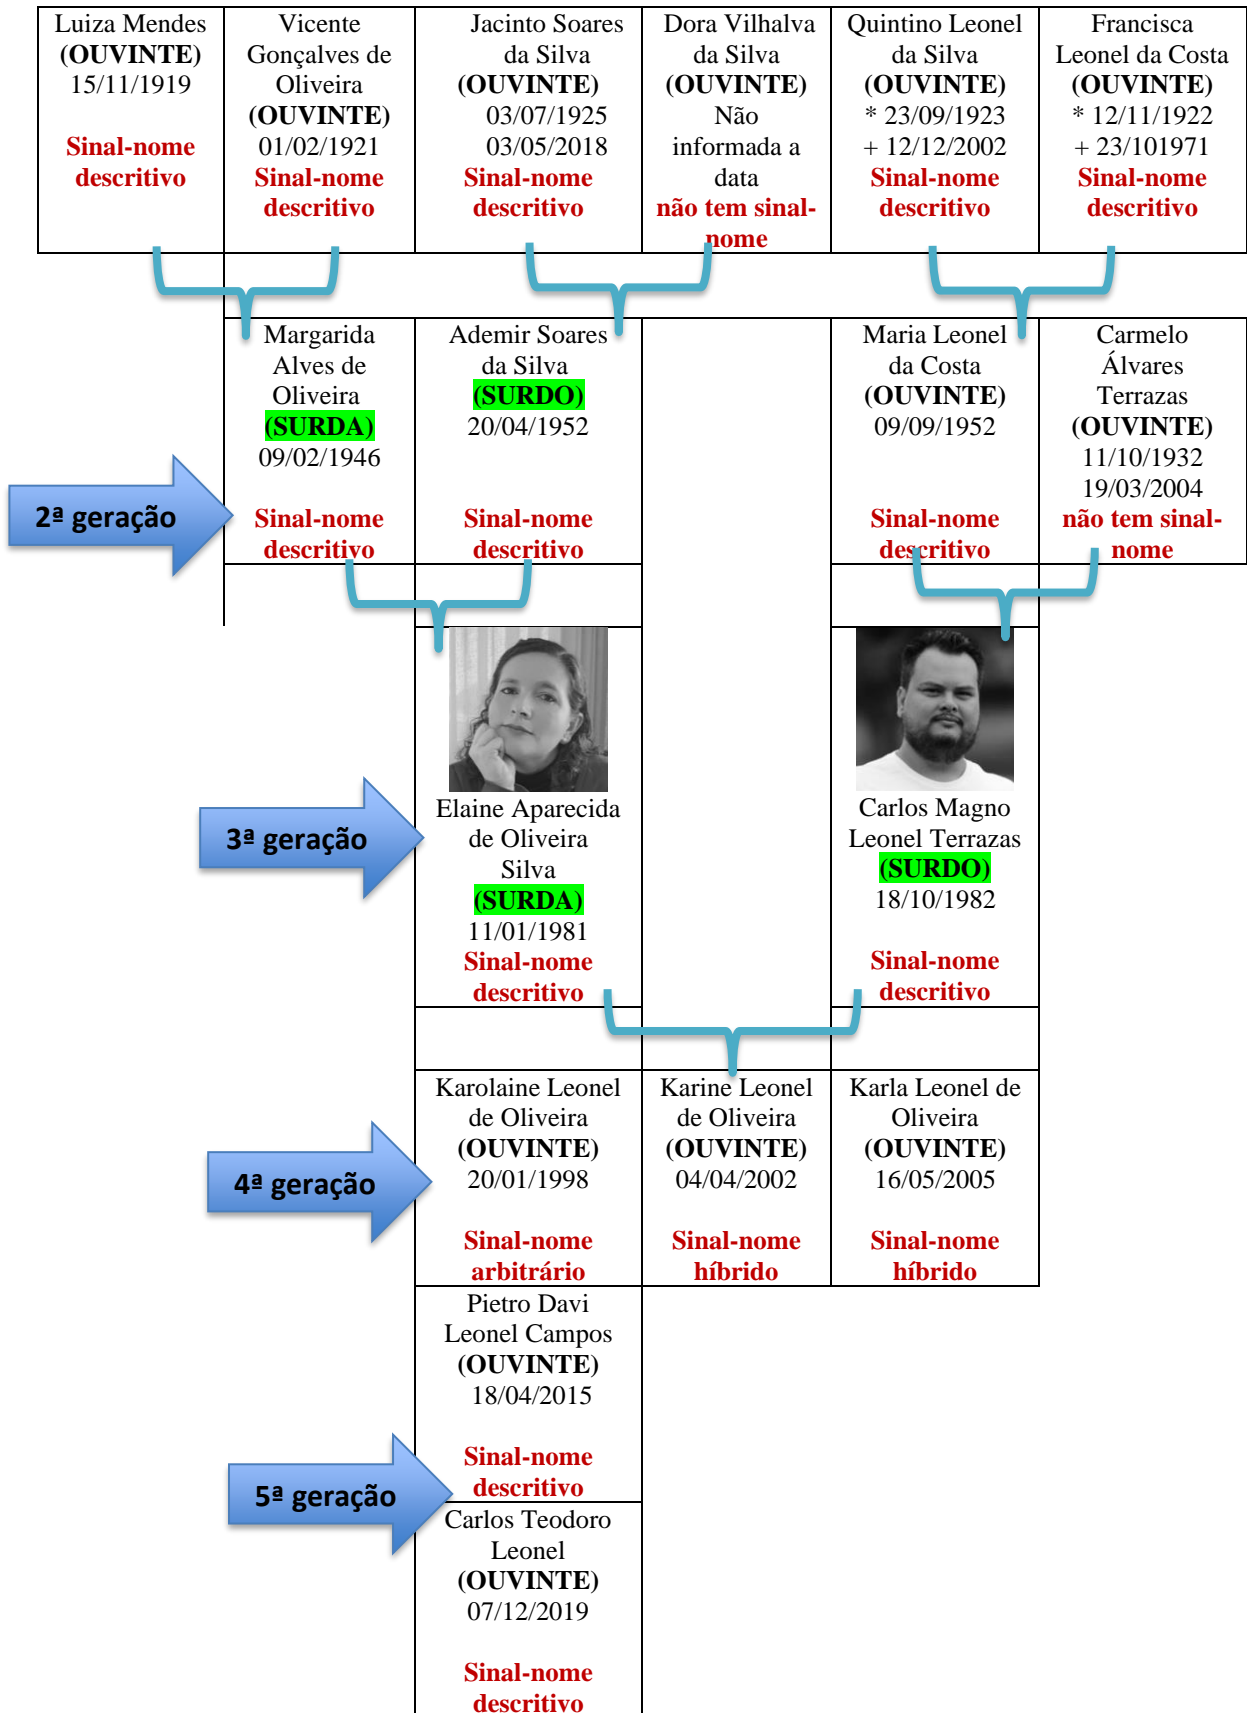 Luiza Mendes
(OUVINTE)
15/11/1919
Sinal-nome
descritivo
Vicente
Gonçalves de
Oliveira
(OUVINTE)
01/02/1921
Sinal-nome
descritivo
Jacinto Soares
da Silva
(OUVINTE)
03/07/1925
03/05/2018
Sinal-nome
descritivo
Dora Vilhalva
da Silva
(OUVINTE)
Não
informada a
data
não tem sinal-
nome
Quintino Leonel
da Silva
(OUVINTE)
* 23/09/1923
+ 12/12/2002
Sinal-nome
descritivo
Francisca
Leonel da Costa
(OUVINTE)
* 12/11/1922
+ 23/101971
Sinal-nome
descritivo
2ª geração
Margarida
Alves de
Oliveira
(SURDA)
09/02/1946
Sinal-nome
descritivo
Ademir Soares
da Silva
(SURDO)
20/04/1952
Sinal-nome
descritivo
Maria Leonel
da Costa
(OUVINTE)
09/09/1952
Sinal-nome
descritivo
Carmelo
Álvares
Terrazas
(OUVINTE)
11/10/1932
19/03/2004
não tem sinal-
nome
3ª geração
Elaine Aparecida
de Oliveira
Silva
(SURDA)
11/01/1981
Sinal-nome
descritivo
Carlos Magno
Leonel Terrazas
(SURDO)
18/10/1982
Sinal-nome
descritivo
4ª geração
Karolaine Leonel
de Oliveira
(OUVINTE)
20/01/1998
Sinal-nome
arbitrário
Karine Leonel
de Oliveira
(OUVINTE)
04/04/2002
Sinal-nome
híbrido
Karla Leonel de
Oliveira
(OUVINTE)
16/05/2005
Sinal-nome
híbrido
5ª geração
Pietro Davi
Leonel Campos
(OUVINTE)
18/04/2015
Sinal-nome
descritivo
Carlos Teodoro
Leonel
(OUVINTE)
07/12/2019
Sinal-nome
descritivo